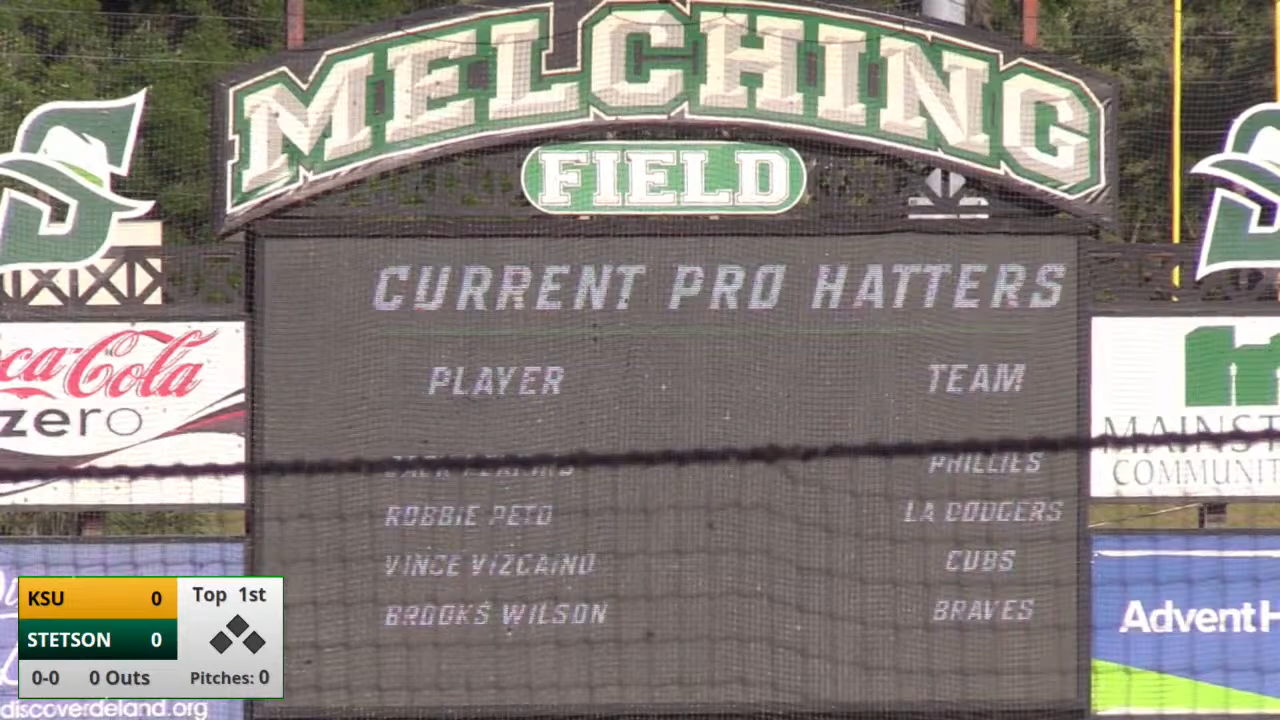 MELCHING
FIELD
CURRENT PRO HATTERS
PLAYER TEAM
PHILLIES
ROBBIE PETO LA DODGERS
VINCE VIZCAINO CUBS
BROOKS WILSON BRAVES
Coca-Cola
zero
MAINST
COMMUNIT
AdventH
discoverdeland.org
KSU 0 Top 1st
STETSON 0
0-0 0 Outs Pitches: 0